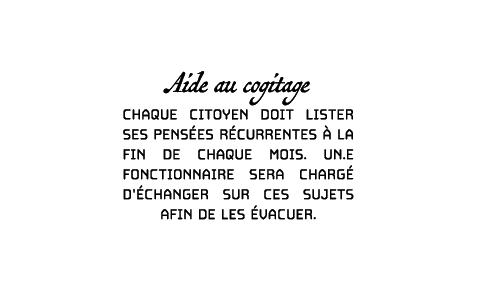 Aide au cogitage
CHAQUE CITOYEN DOIT LISTER
SES PENSÉES RÉCURRENTES À LA
FIN DE CHAQUE MOIS. UN.E
FONCTIONNAIRE SERA CHARGÉ
D'ÉCHANGER SUR CES SUJETS
AFIN DE LES ÉVACUER.